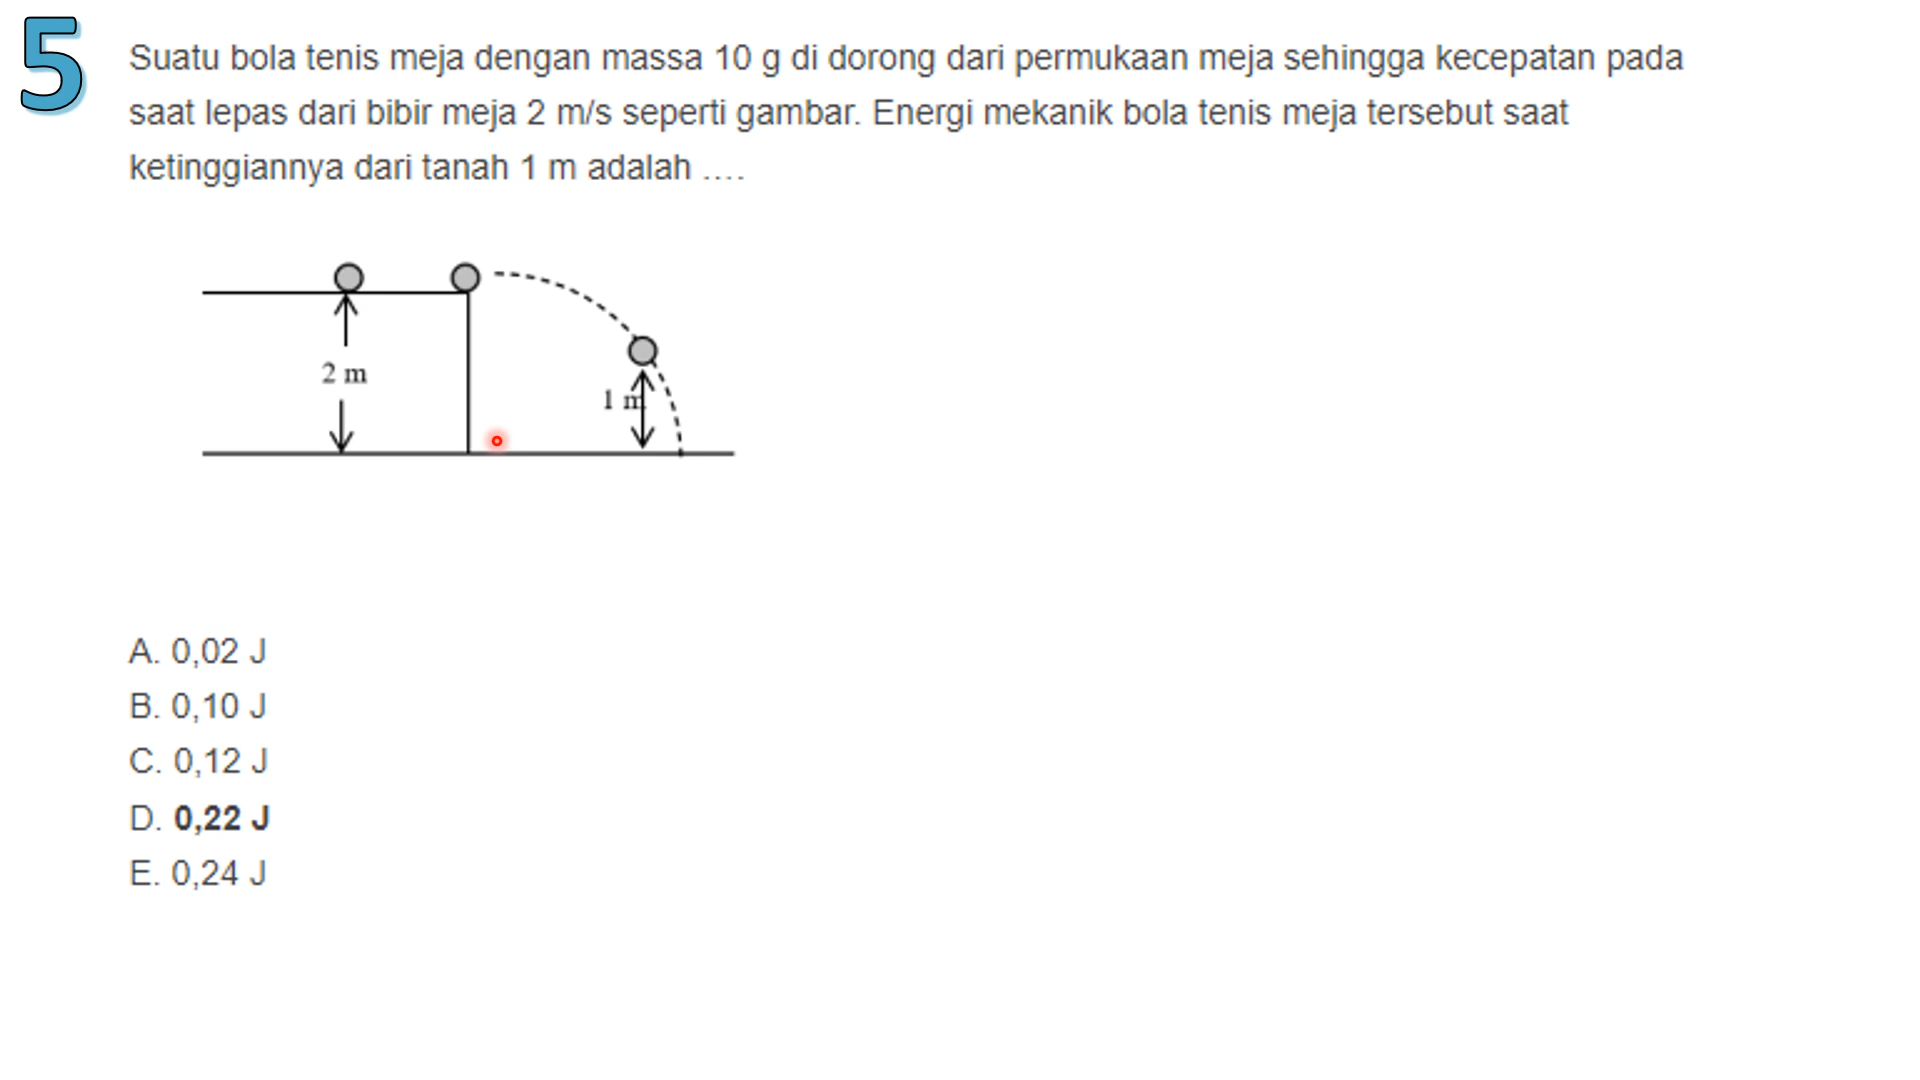 5
Suatu bola tenis meja dengan massa 10 g di dorong dari permukaan meja sehingga kecepatan pada
saat lepas dari bibir meja 2 m/s seperti gambar. Energi mekanik bola tenis meja tersebut saat
ketinggiannya dari tanah 1 m adalah ....
2 m
1 m
A. 0,02 J
B. 0,10 J
C. 0,12 J
D. 0,22 J
E. 0,24 J